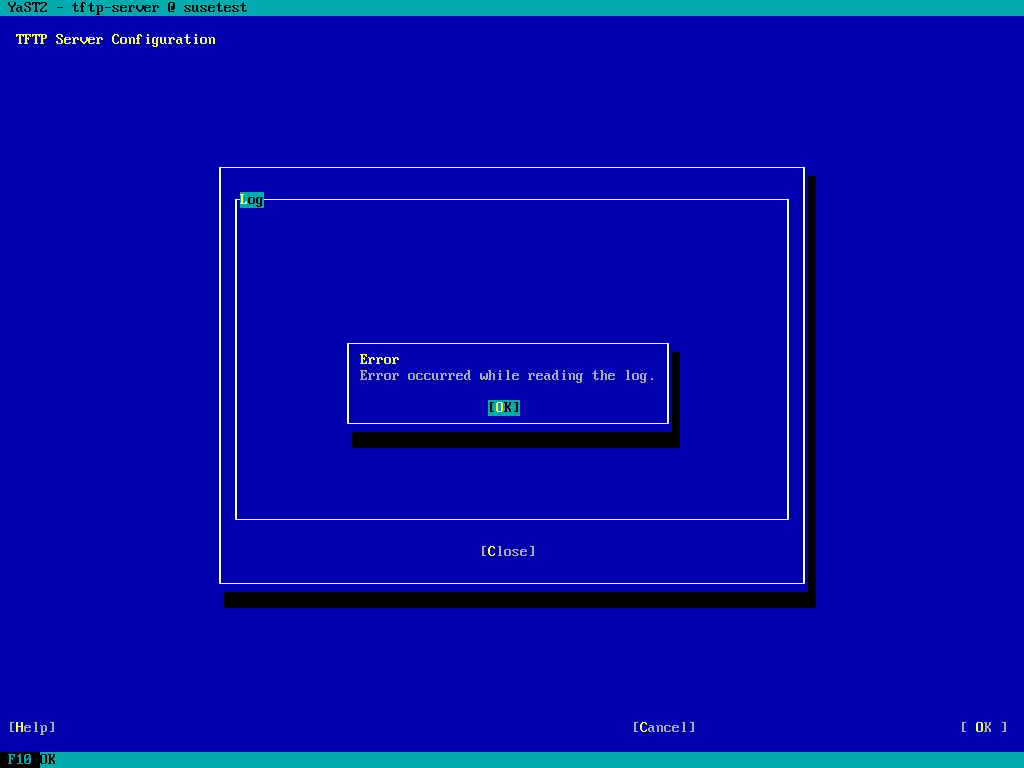 YaST2 - tftp-server @ susetest
TFTP Server Configuration
Log
Error
Error occurred while reading the log.
[OK]
[Close]
[Help] [Cancel] [ OK ]
F10 OK